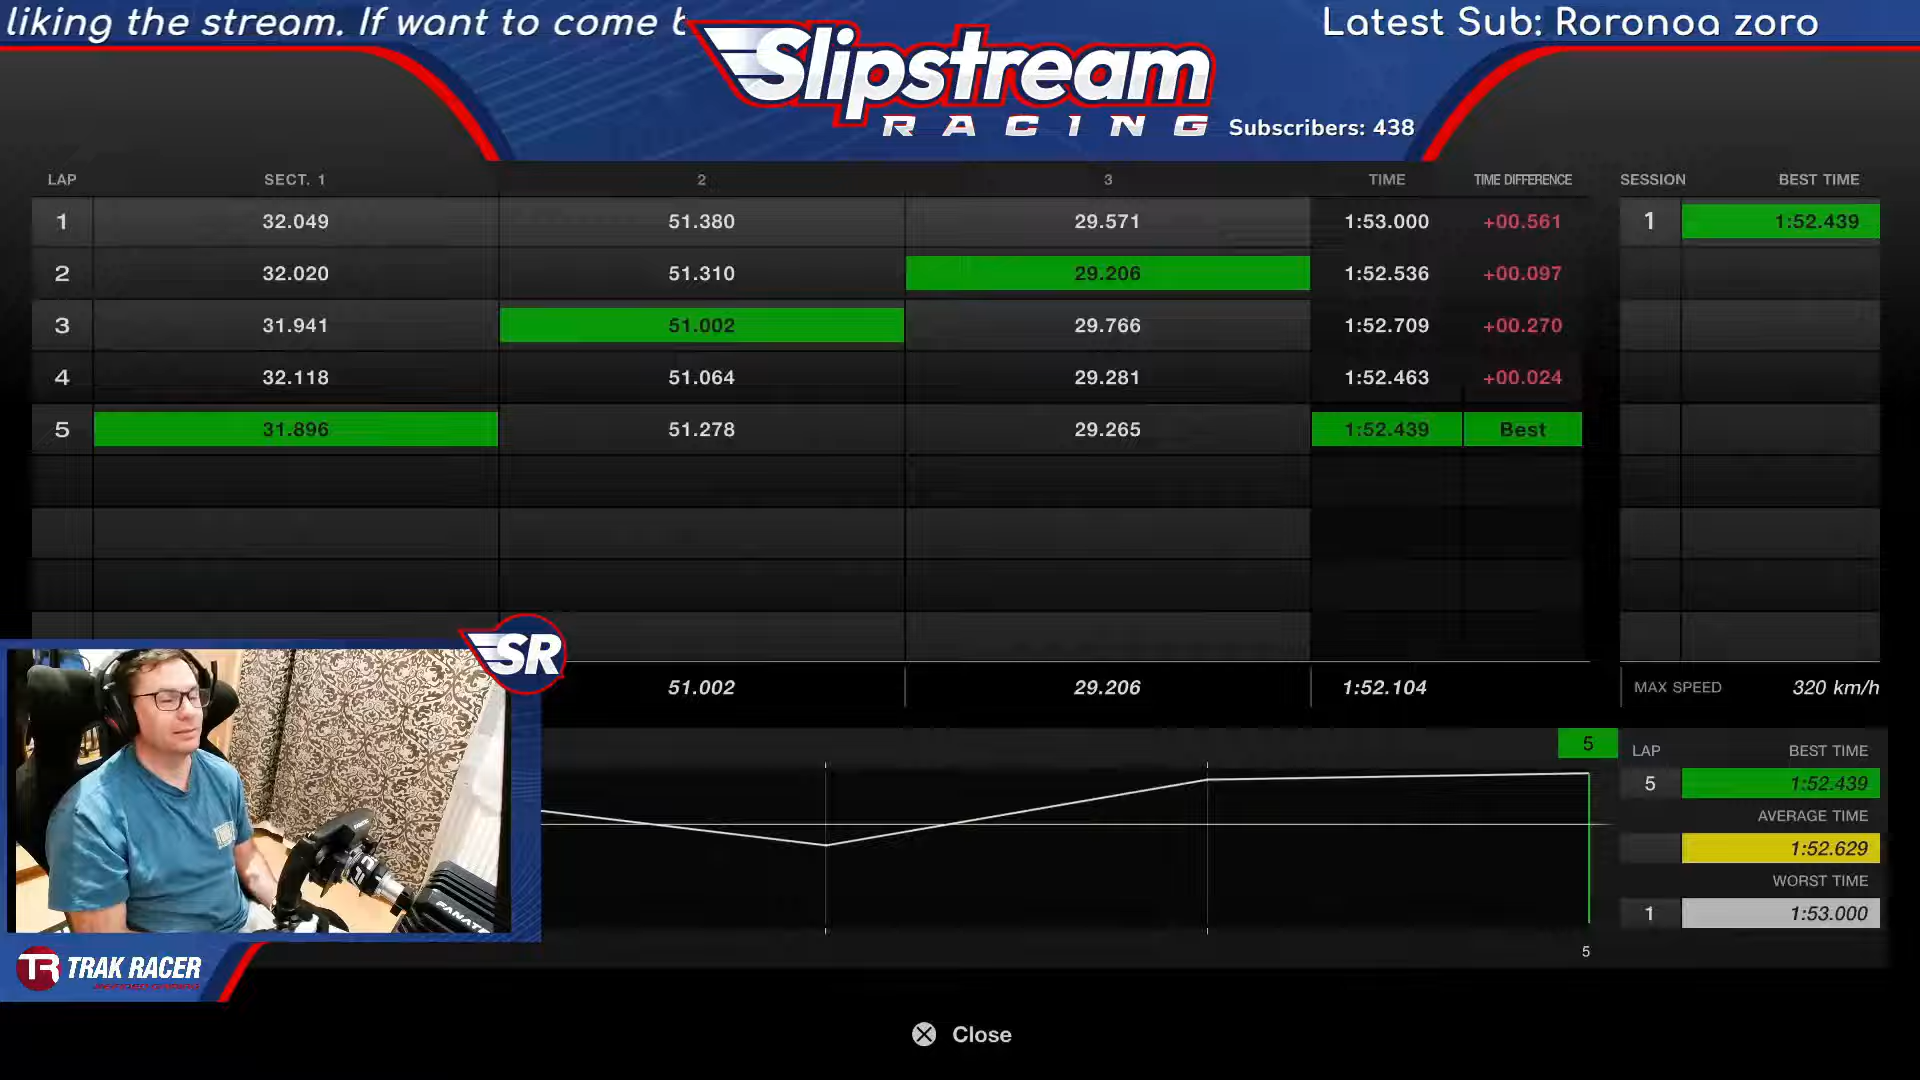 liking the stream. If want to come b
Latest Sub: Roronoa zoro
Slipstream
RACING
Subscribers: 438
LAP SECT. 1 2 3 TIME TIME DIFFERENCE SESSION BEST TIME
1 32.049 51.380 29.571 1:53.000 +00.561 1 1:52.439
2 32.020 51.310 29.206 1:52.536 +00.097
3 31.941 51.002 29.766 1:52.709 +00.270
4 32.118 51.064 29.281 1:52.463 +00.024
5 31.896 51.278 29.265 1:52.439 Best
SR
51.002 29.206 1:52.104 MAX SPEED 320 km/h
5
LAP BEST TIME
5 1:52.439
AVERAGE TIME
1:52.629
WORST TIME
1 1:53.000
5
TR TRAK RACER
Close